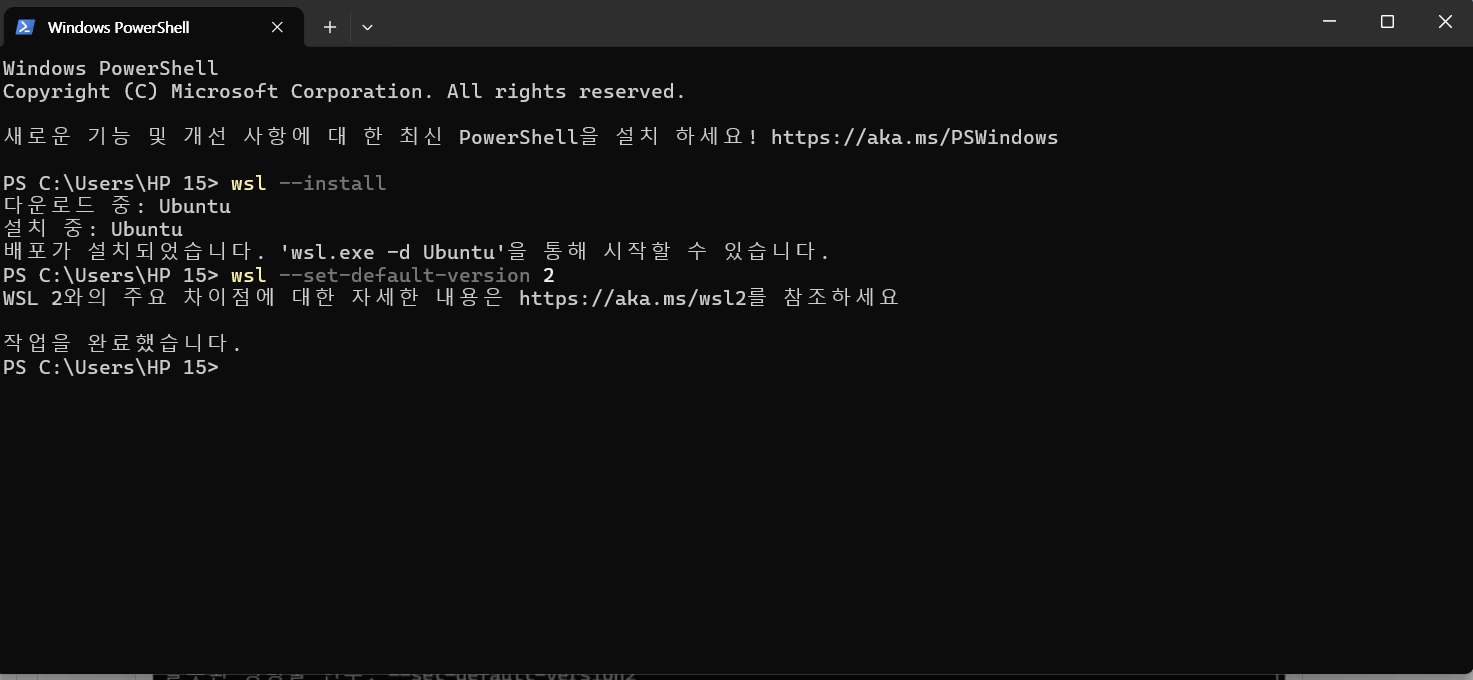 Windows PowerShell
Windows PowerShell
Copyright (C) Microsoft Corporation. All rights reserved.
새로운 기능 및 개선 사항에 대 한 최신 PowerShell을 설치 하세요! https://aka.ms/PSWindows
PS C:\Users\HP 15> wsl --install
다운로드 중: Ubuntu
설치 중: Ubuntu
배포가 설치되었습니다. 'wsl.exe -d Ubuntu'을 통해 시작할 수 있습니다.
PS C:\Users\HP 15> wsl --set-default-version 2
WSL 2와의 주요 차이점에 대한 자세한 내용은 https://aka.ms/wsl2를 참조하세요
작업을 완료했습니다.
PS C:\Users\HP 15>
--set-default-version2